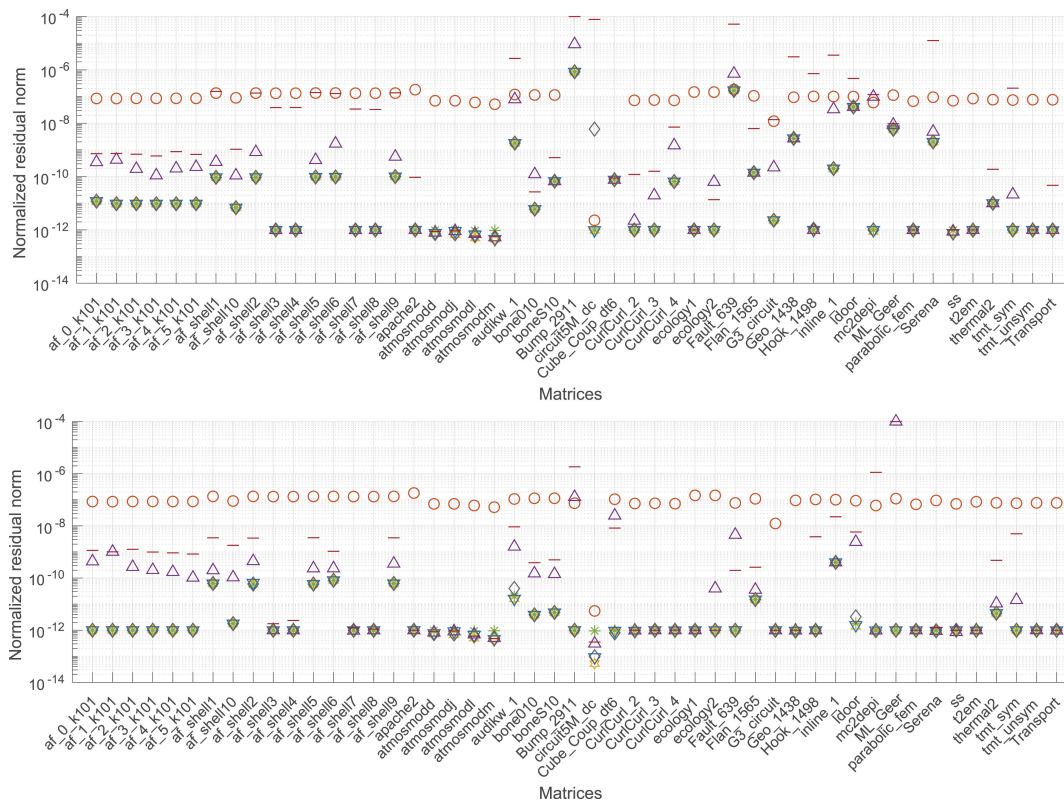 10^-4
10^-6
10^-8
10^-10
10^-12
10^-14
Normalized residual norm
af_0_k101
af_1_k101
af_2_k101
af_3_k101
af_4_k101
af_5_k101
af_shell1
af_shell10
af_shell2
af_shell3
af_shell4
af_shell5
af_shell6
af_shell7
af_shell8
af_shell9
apache2
atmosmodd
atmosmodj
atmosmodl
atmosmodm
audikw_1
bone010
boneS10
Bump_2911
circuit5M_dc
Cube_Coup_dt6
CurlCurl_2
CurlCurl_3
CurlCurl_4
ecology1
ecology2
Fault_639
Flan_1565
G3_circuit
Geo_1438
Hook_1498
Inline_1
ldoor
mc2depi
ML_Geer
parabolic_fem
Serena
ss
t2em
thermal2
tmt_sym
tmt_unsym
Transport
Matrices
10^-4
10^-6
10^-8
10^-10
10^-12
10^-14
Normalized residual norm
af_0_k101
af_1_k101
af_2_k101
af_3_k101
af_4_k101
af_5_k101
af_shell1
af_shell10
af_shell2
af_shell3
af_shell4
af_shell5
af_shell6
af_shell7
af_shell8
af_shell9
apache2
atmosmodd
atmosmodj
atmosmodl
atmosmodm
audikw_1
bone010
boneS10
Bump_2911
circuit5M_dc
Cube_Coup_dt6
CurlCurl_2
CurlCurl_3
CurlCurl_4
ecology1
ecology2
Fault_639
Flan_1565
G3_circuit
Geo_1438
Hook_1498
Inline_1
ldoor
mc2depi
ML_Geer
parabolic_fem
Serena
ss
t2em
thermal2
tmt_sym
tmt_unsym
Transport
Matrices